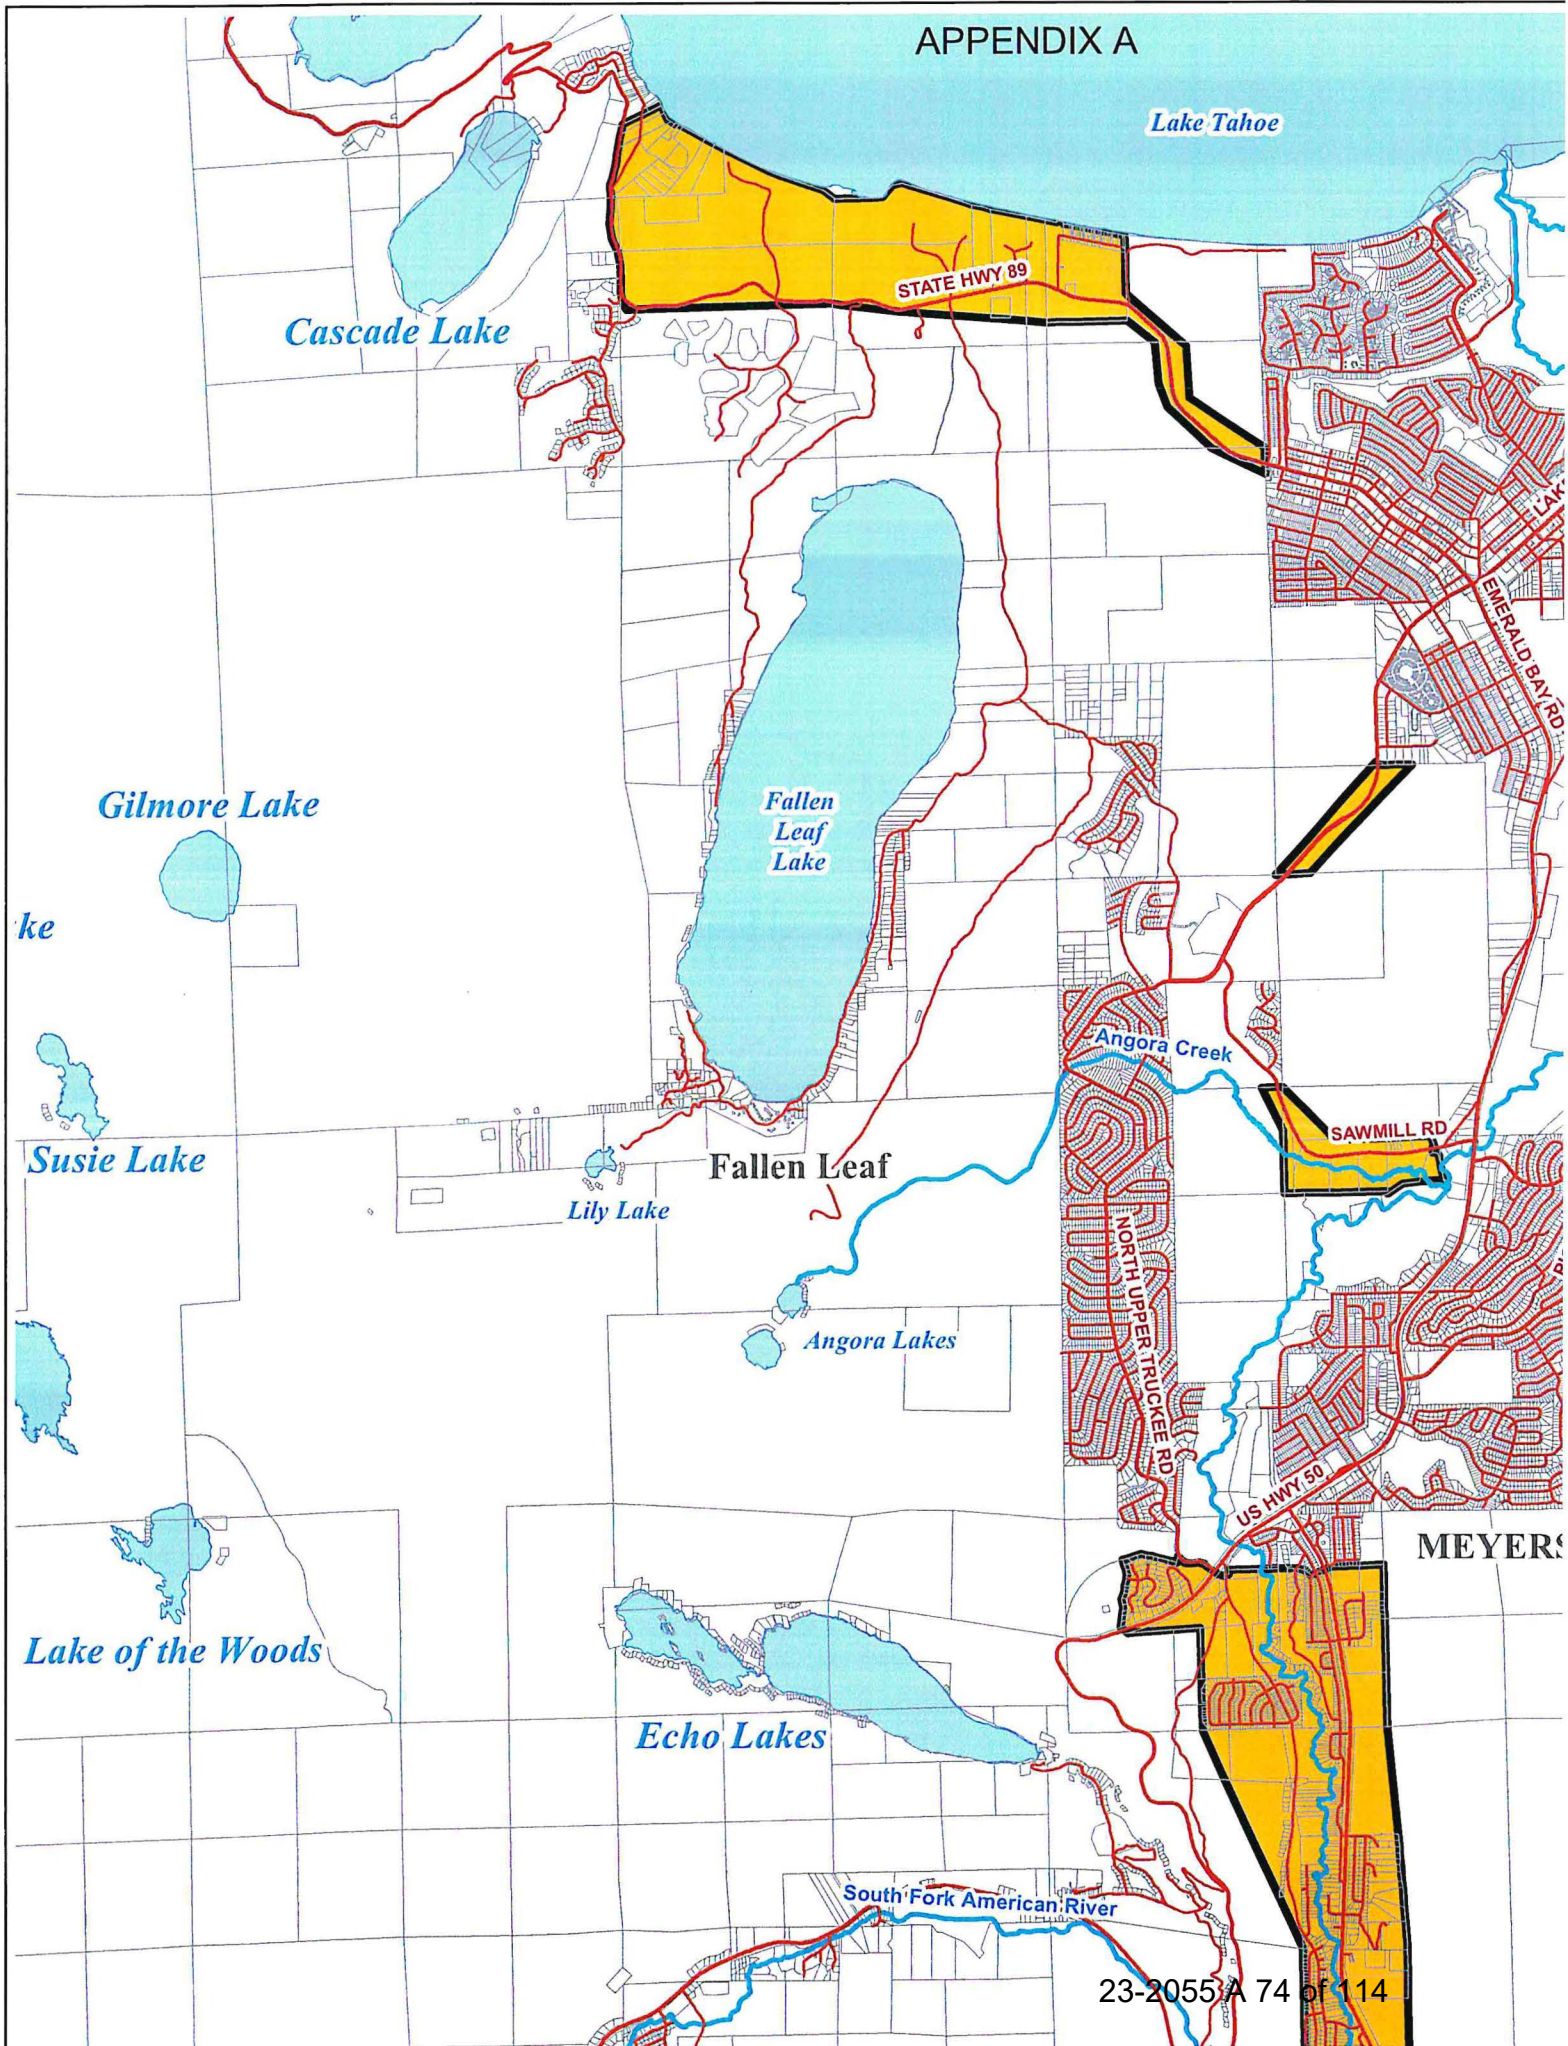 APPENDIX A
Lake Tahoe
STATE HWY 89
Cascade Lake
EMERALD BAY RD
Gilmore Lake
Fallen
Leaf
Lake
ke
Angora Creek
SAWMILL RD
Susie Lake
Fallen Leaf
Lily Lake
NORTH UPPER TRUCKEE RD
Angora Lakes
US HWY 50
MEYERS
Lake of the Woods
Echo Lakes
South Fork American River
23-2055 A 74 of 114